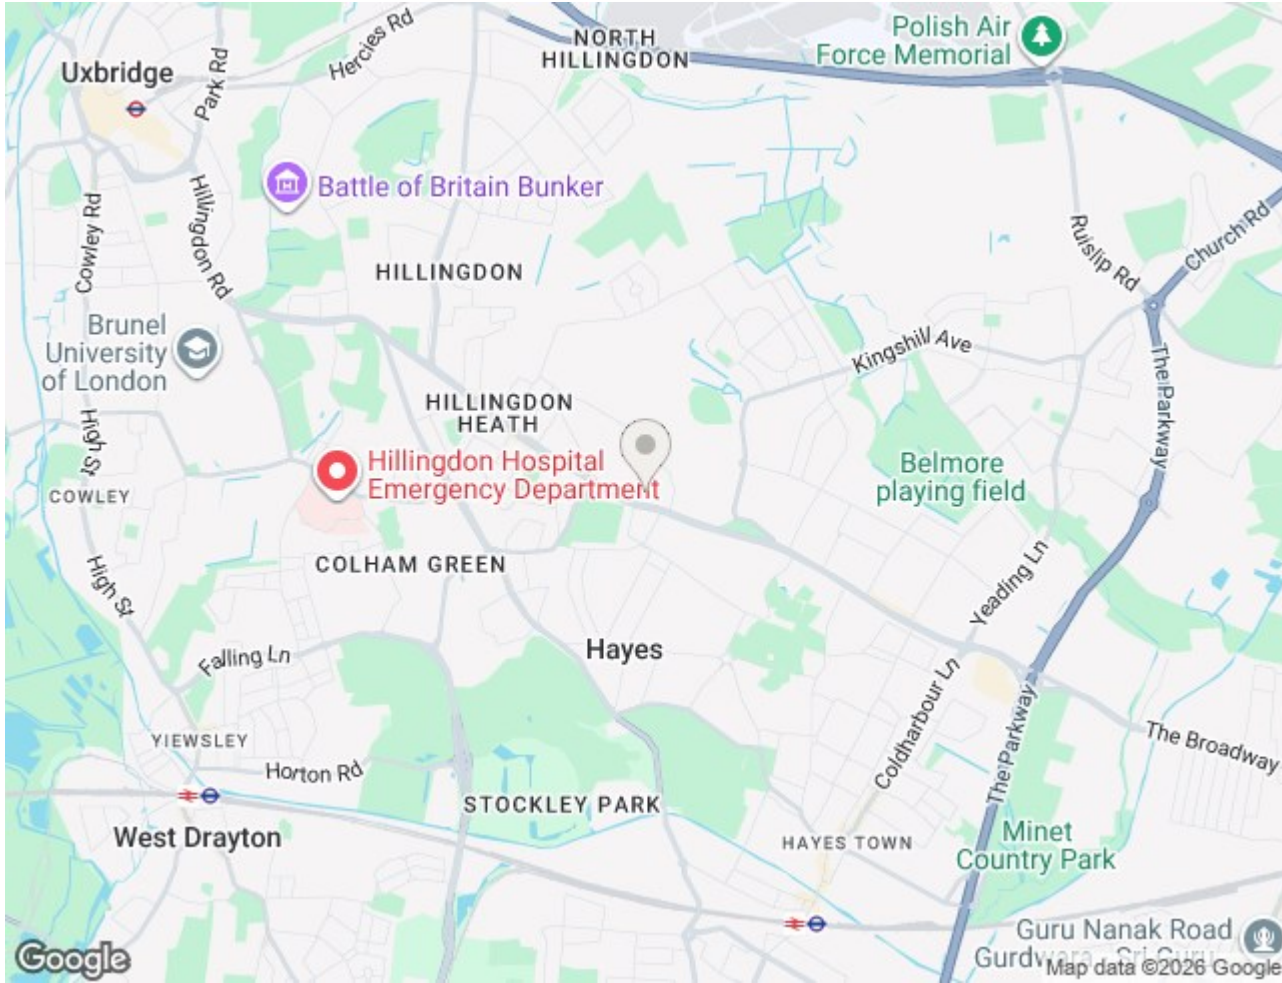 Polish Air
Force Memorial
NORTH
HILLINGDON
Hercies Rd
Park Rd
Uxbridge
Battle of Britain Bunker
Hillingdon Rd
Cowley Rd
HILLINGDON
Ruislip Rd
Church Rd
Brunel
University
of London
Kingshill Ave
The Parkway
HILLINGDON
HEATH
High St
Hillingdon Hospital
Emergency Department
Belmore
playing field
COWLEY
COLHAM GREEN
High St
Yeading Ln
Hayes
Falling Ln
Coldharbour Ln
The Parkway
The Broadway
YIEWSLEY
Horton Rd
STOCKLEY PARK
West Drayton
HAYES TOWN
Minet
Country Park
Guru Nanak Road
Gurdwara - Sri Guru
Google
Map data ©2026 Google